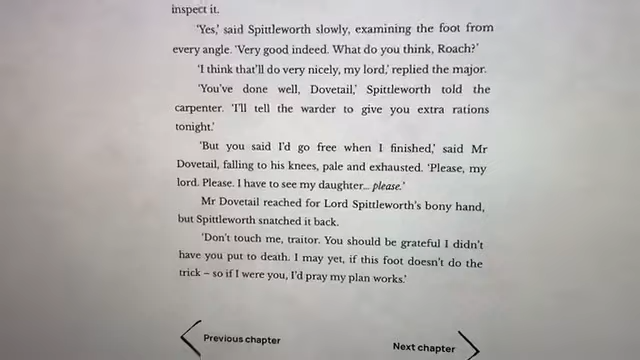 inspect it.
'Yes,' said Spittleworth slowly, examining the foot from
every angle. 'Very good indeed. What do you think, Roach?'
'I think that'll do very nicely, my lord,' replied the major.
'You've done well, Dovetail,' Spittleworth told the
carpenter. 'I'll tell the warder to give you extra rations
tonight.'
'But you said I'd go free when I finished,' said Mr
Dovetail, falling to his knees, pale and exhausted. 'Please, my
lord. Please. I have to see my daughter... please.'
Mr Dovetail reached for Lord Spittleworth's bony hand,
but Spittleworth snatched it back.
'Don't touch me, traitor. You should be grateful I didn't
have you put to death. I may yet, if this foot doesn't do the
trick – so if I were you, I'd pray my plan works.'
Previous chapter
Next chapter